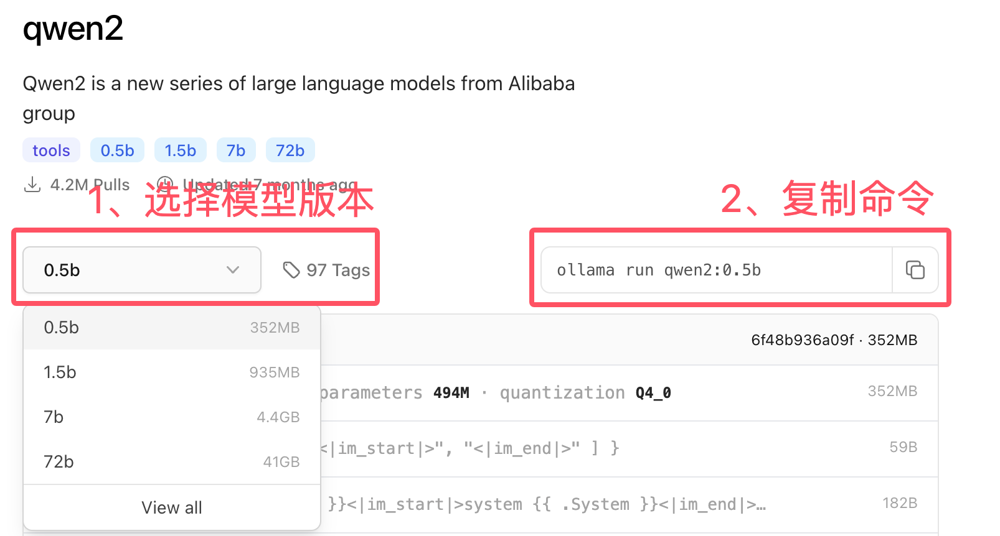 qwen2
Qwen2 is a new series of large language models from Alibaba
group
tools 0.5b 1.5b 7b 72b
4.2M Pulls Updated 7 months ago
1、选择模型版本 2、复制命令
0.5b 97 Tags ollama run qwen2:0.5b
0.5b 352MB
6f48b936a09f · 352MB
1.5b 935MB
parameters 494M · quantization Q4_0 352MB
7b 4.4GB
<|im_start|>", "<|im_end|>" ] } 59B
72b 41GB
}}<|im_start|>system {{ .System }}<|im_end|>… 182B
View all